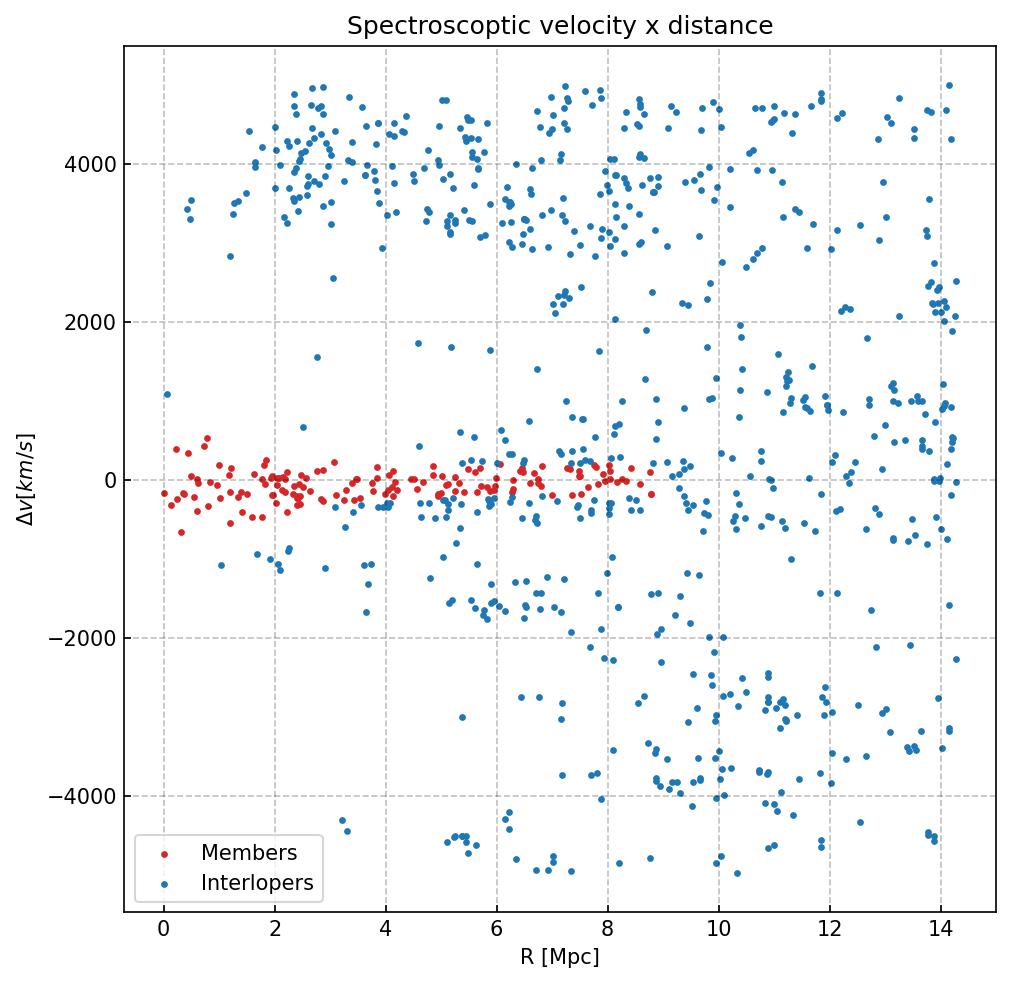 Spectroscoptic velocity x distance
4000
2000
0
−2000
−4000
Δv[km/s]
Members
Interlopers
0 2 4 6 8 10 12 14
R [Mpc]